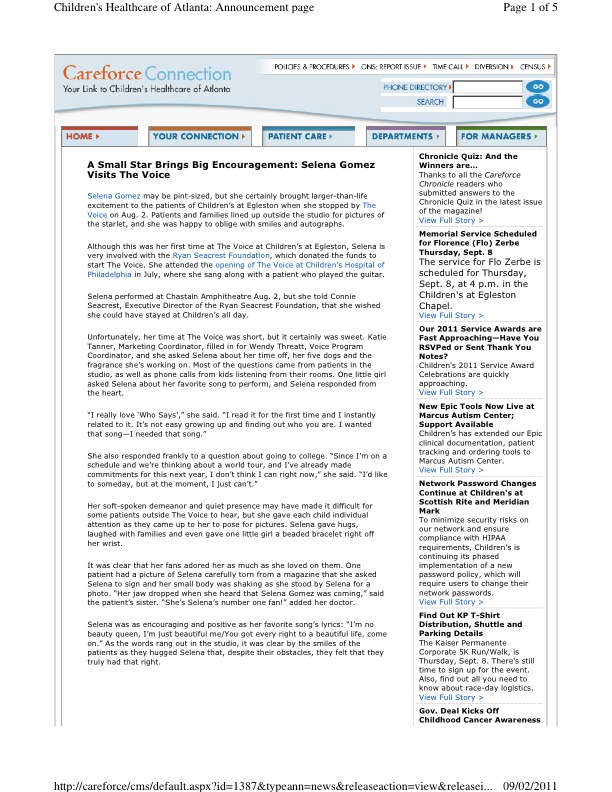 Children's Healthcare of Atlanta: Announcement page
Page 1 of 5
Careforce Connection
Your Link to Children's Healthcare of Atlanta
POLICIES & PROCEDURES
ONS: REPORT ISSUE
TIME CALL
DIVERSION
CENSUS
PHONE DIRECTORY
GO
SEARCH
GO
HOME
YOUR CONNECTION
PATIENT CARE
DEPARTMENTS
FOR MANAGERS
A Small Star Brings Big Encouragement: Selena Gomez
Visits The Voice
Selena Gomez may be pint-sized, but she certainly brought larger-than-life
excitement to the patients of Children's at Egleston when she stopped by The
Voice on Aug. 2. Patients and families lined up outside the studio for pictures of
the starlet, and she was happy to oblige with smiles and autographs.
Although this was her first time at The Voice at Children's at Egleston, Selena is
very involved with the Ryan Seacrest Foundation, which donated the funds to
start The Voice. She attended the opening of The Voice at Children's Hospital of
Philadelphia in July, where she sang along with a patient who played the guitar.
Selena performed at Chastain Amphitheatre Aug. 2, but she told Connie
Seacrest, Executive Director of the Ryan Seacrest Foundation, that she wished
she could have stayed at Children's all day.
Unfortunately, her time at The Voice was short, but it certainly was sweet. Katie
Tanner, Marketing Coordinator, filled in for Wendy Threatt, Voice Program
Coordinator, and she asked Selena about her time off, her five dogs and the
fragrance she's working on. Most of the questions came from patients in the
studio, as well as phone calls from kids listening from their rooms. One little girl
asked Selena about her favorite song to perform, and Selena responded from
the heart.
“I really love ‘Who Says’,” she said. “I read it for the first time and I instantly
related to it. It's not easy growing up and finding out who you are. I wanted
that song—I needed that song.”
She also responded frankly to a question about going to college. “Since I'm on a
schedule and we're thinking about a world tour, and I've already made
commitments for this next year, I don't think I can right now,” she said. “I'd like
to someday, but at the moment, I just can't.”
Her soft-spoken demeanor and quiet presence may have made it difficult for
some patients outside The Voice to hear, but she gave each child individual
attention as they came up to her to pose for pictures. Selena gave hugs,
laughed with families and even gave one little girl a beaded bracelet right off
her wrist.
It was clear that her fans adored her as much as she loved on them. One
patient had a picture of Selena carefully torn from a magazine that she asked
Selena to sign and her small body was shaking as she stood by Selena for a
photo. “Her jaw dropped when she heard that Selena Gomez was coming,” said
the patient's sister. “She's Selena's number one fan!” added her doctor.
Selena was as encouraging and positive as her favorite song's lyrics: “I'm no
beauty queen, I'm just beautiful me/You got every right to a beautiful life, come
on.” As the words rang out in the studio, it was clear by the smiles of the
patients as they hugged Selena that, despite their obstacles, they felt that they
truly had that right.
Chronicle Quiz: And the
Winners are…
Thanks to all the Careforce
Chronicle readers who
submitted answers to the
Chronicle Quiz in the latest issue
of the magazine!
View Full Story >
Memorial Service Scheduled
for Florence (Flo) Zerbe
Thursday, Sept. 8
The service for Flo Zerbe is
scheduled for Thursday,
Sept. 8, at 4 p.m. in the
Children's at Egleston
Chapel.
View Full Story >
Our 2011 Service Awards are
Fast Approaching—Have You
RSVPed or Sent Thank You
Notes?
Children's 2011 Service Award
Celebrations are quickly
approaching.
View Full Story >
New Epic Tools Now Live at
Marcus Autism Center;
Support Available
Children's has extended our Epic
clinical documentation, patient
tracking and ordering tools to
Marcus Autism Center.
View Full Story >
Network Password Changes
Continue at Children's at
Scottish Rite and Meridian
Mark
To minimize security risks on
our network and ensure
compliance with HIPAA
requirements, Children's is
continuing its phased
implementation of a new
password policy, which will
require users to change their
network passwords.
View Full Story >
Find Out KP T-Shirt
Distribution, Shuttle and
Parking Details
The Kaiser Permanente
Corporate 5K Run/Walk, is
Thursday, Sept. 8. There's still
time to sign up for the event.
Also, find out all you need to
know about race-day logistics.
View Full Story >
Gov. Deal Kicks Off
Childhood Cancer Awareness
http://careforce/cms/default.aspx?id=1387&typeann=news&releaseaction=view&releasei...
09/02/2011